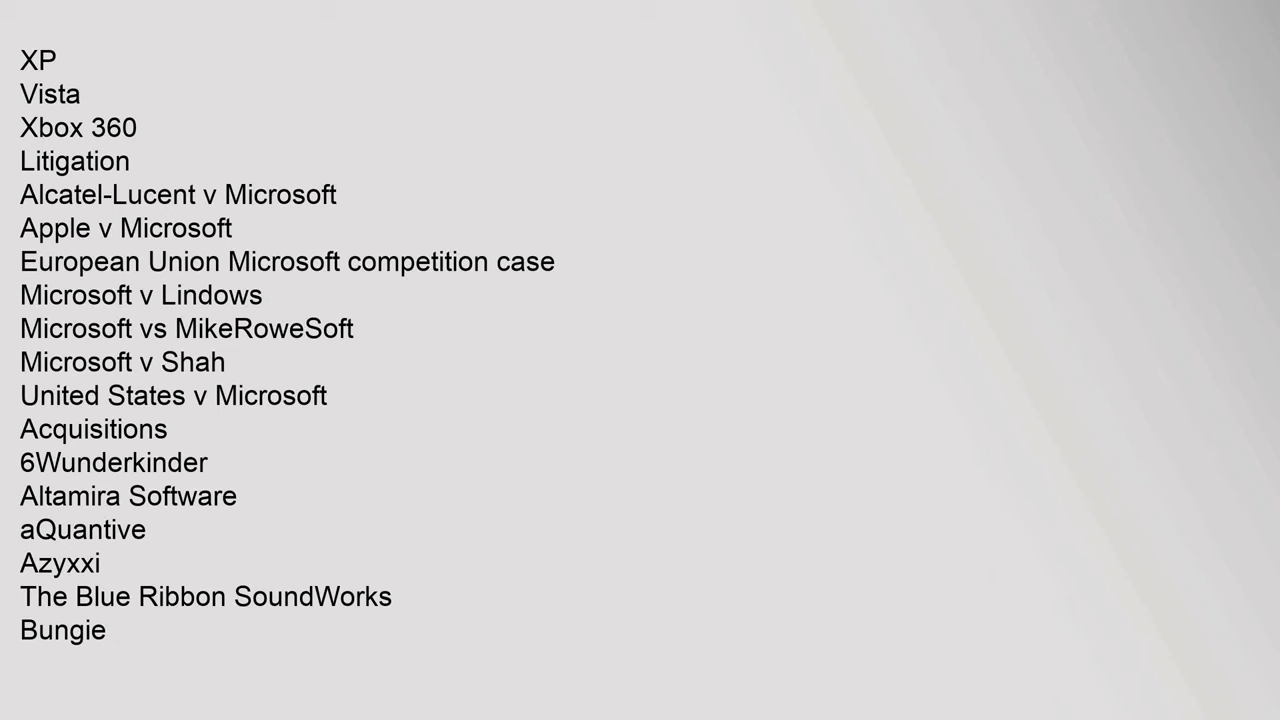 XP
Vista
Xbox 360
Litigation
Alcatel-Lucent v Microsoft
Apple v Microsoft
European Union Microsoft competition case
Microsoft v Lindows
Microsoft vs MikeRoweSoft
Microsoft v Shah
United States v Microsoft
Acquisitions
6Wunderkinder
Altamira Software
aQuantive
Azyxxi
The Blue Ribbon SoundWorks
Bungie